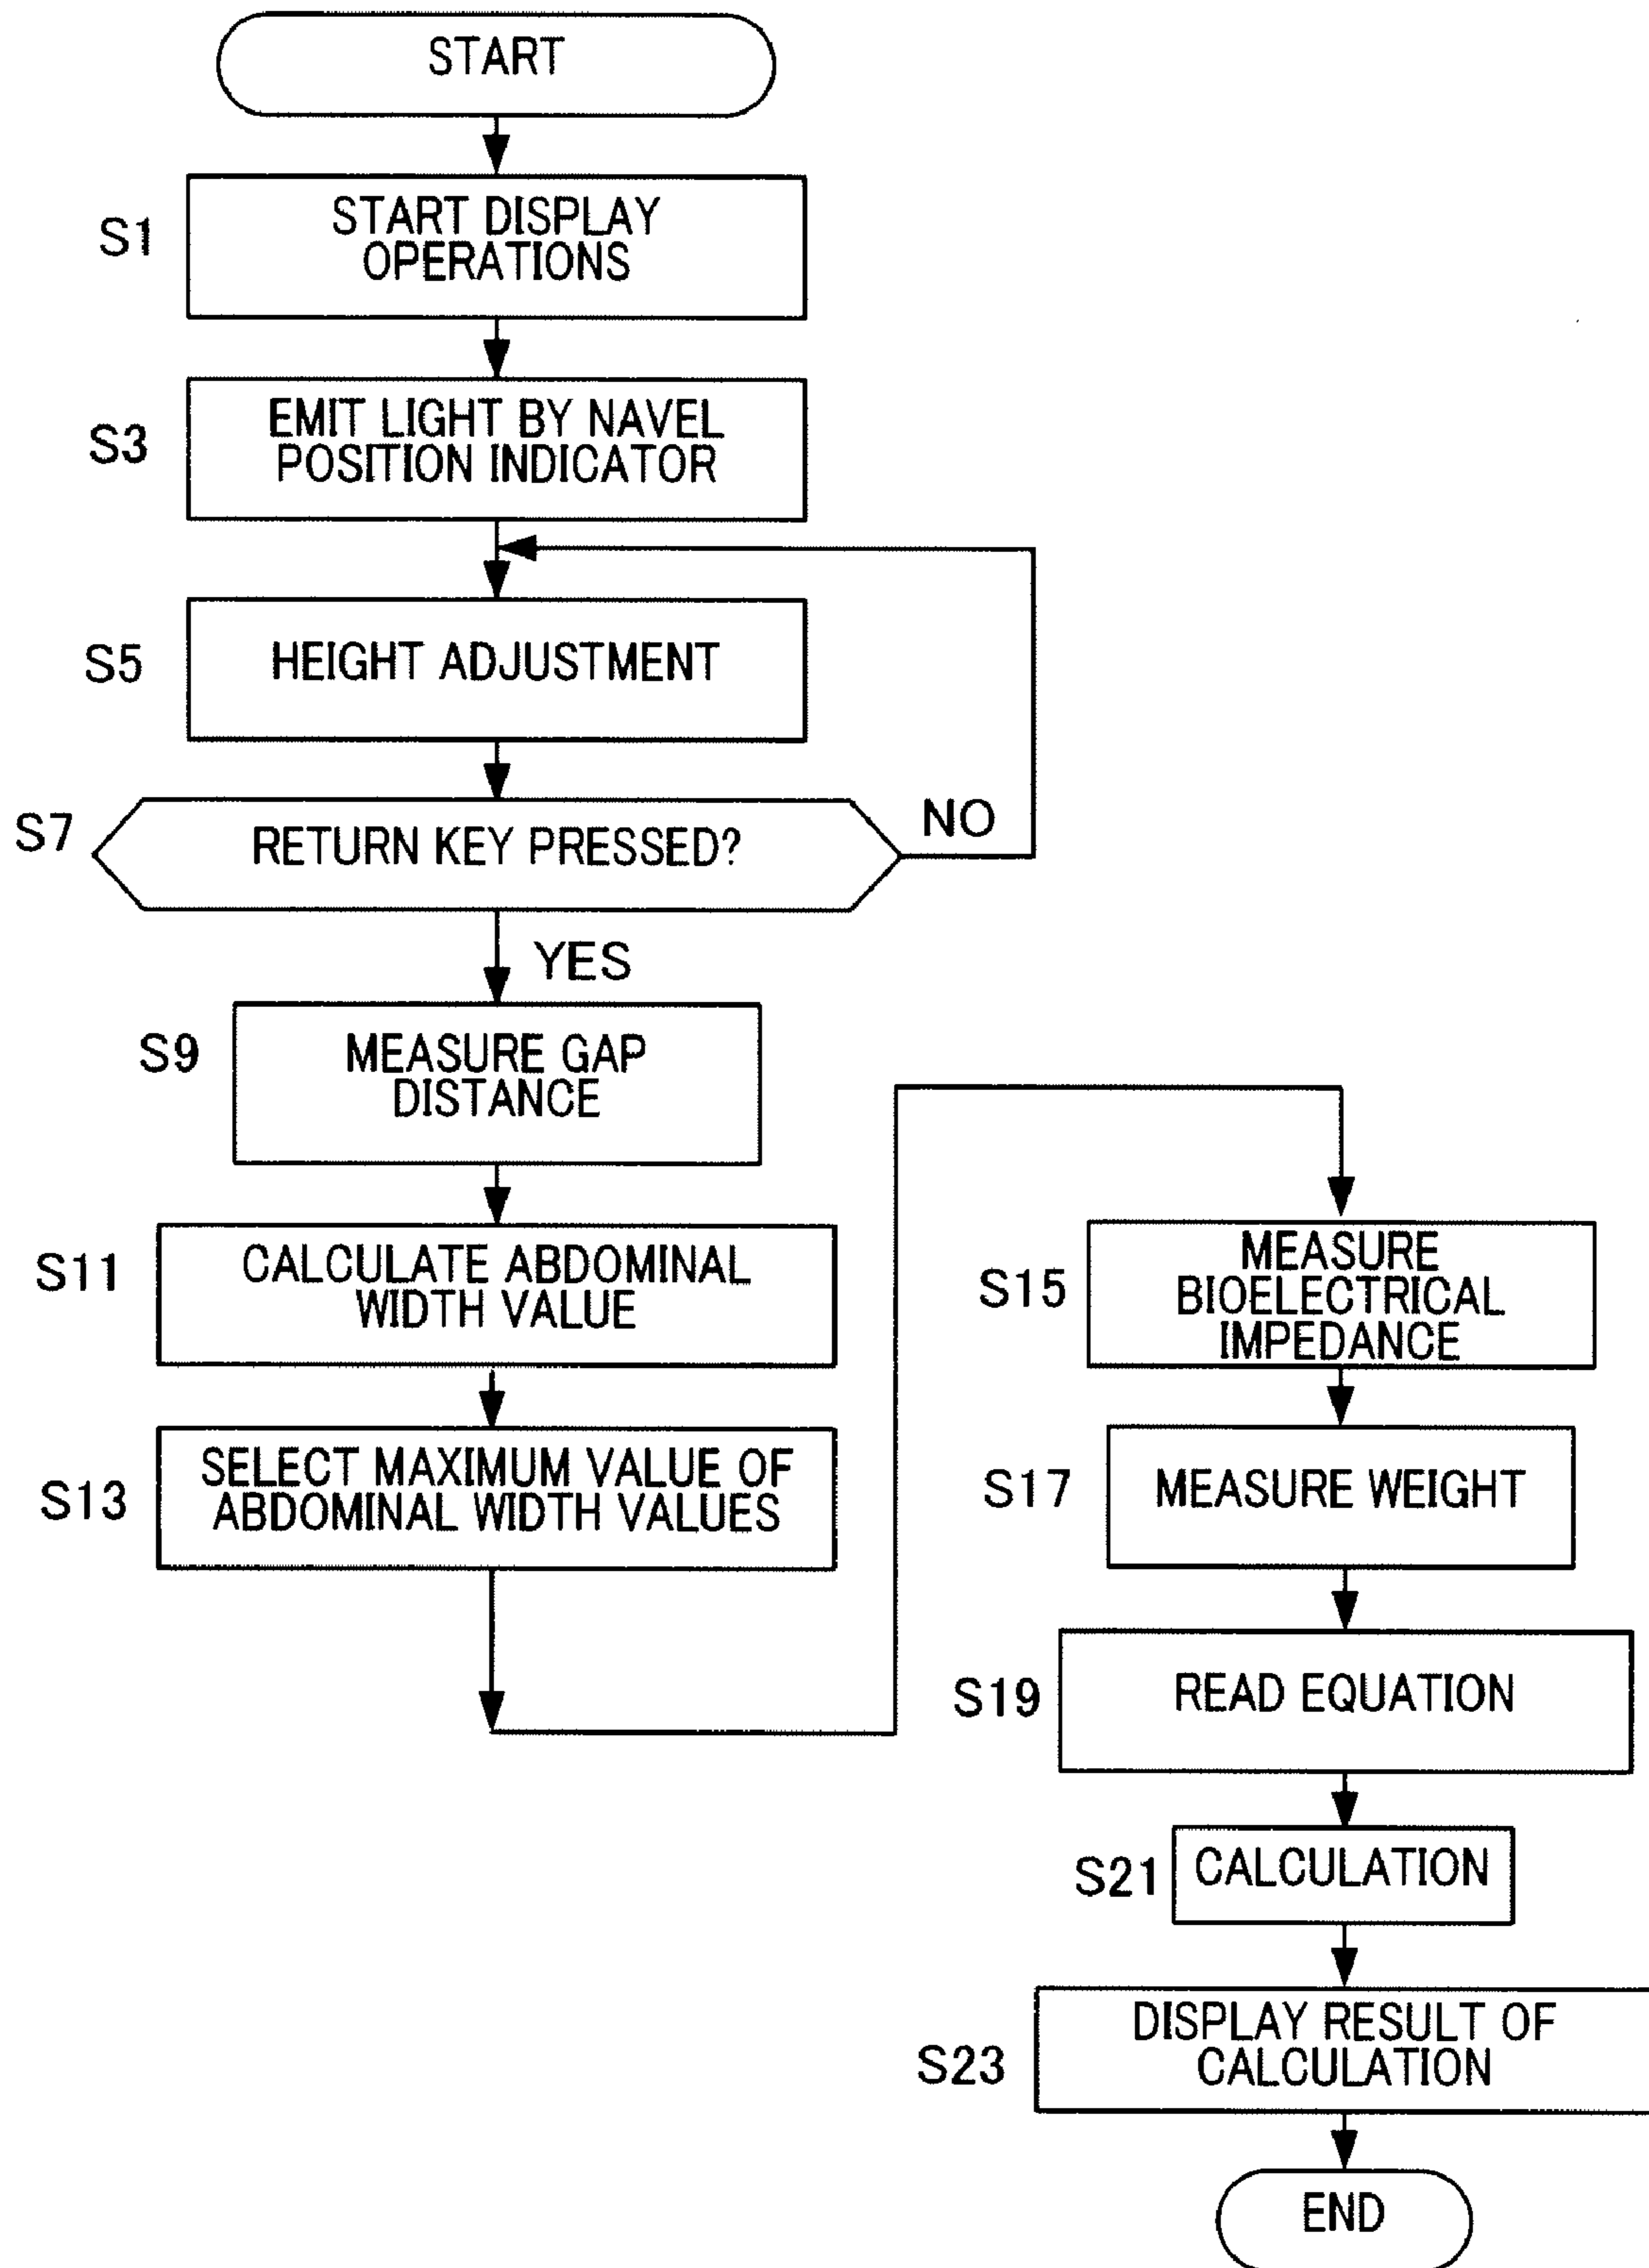 START
S1
START DISPLAY
OPERATIONS
S3
EMIT LIGHT BY NAVEL
POSITION INDICATOR
S5
HEIGHT ADJUSTMENT
S7
RETURN KEY PRESSED?
NO
YES
S9
MEASURE GAP
DISTANCE
S11
CALCULATE ABDOMINAL
WIDTH VALUE
S13
SELECT MAXIMUM VALUE OF
ABDOMINAL WIDTH VALUES
S15
MEASURE
BIOELECTRICAL
IMPEDANCE
S17
MEASURE WEIGHT
S19
READ EQUATION
S21
CALCULATION
S23
DISPLAY RESULT OF
CALCULATION
END